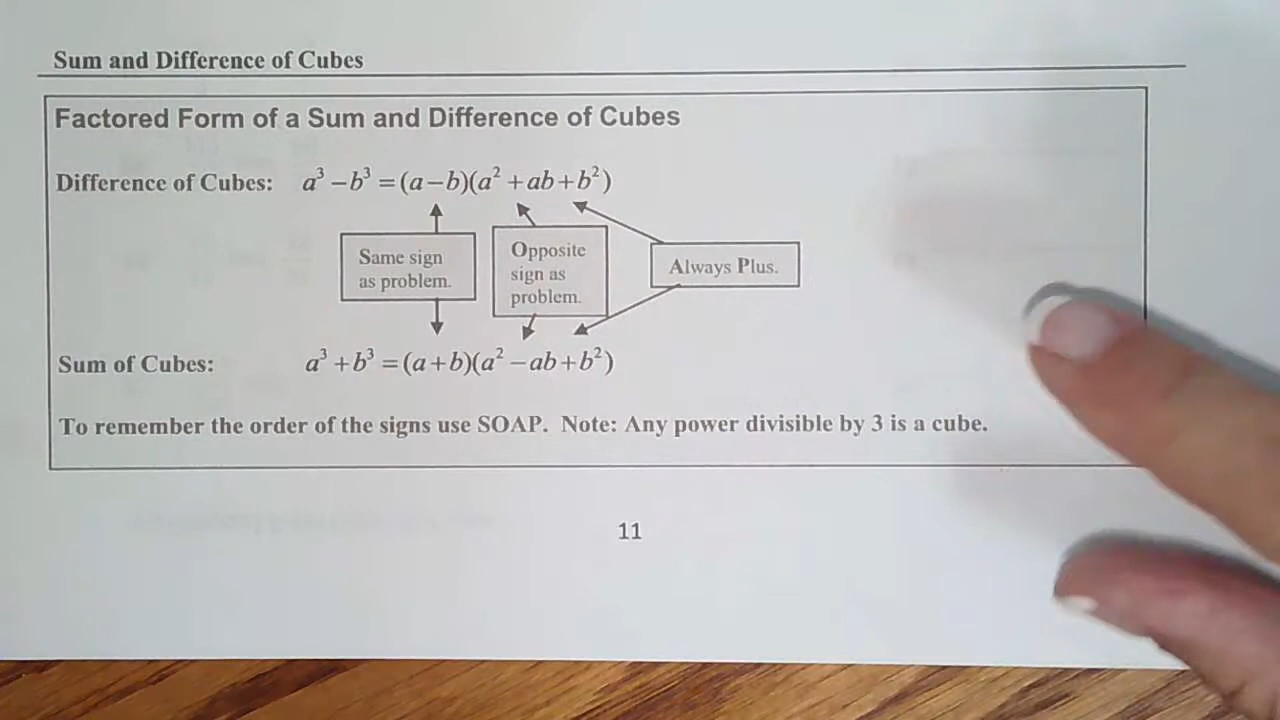 Sum and Difference of Cubes
Factored Form of a Sum and Difference of Cubes
Difference of Cubes: a³ − b³ = (a − b)(a² + ab + b²)
Same sign
as problem.
Opposite
sign as
problem.
Always Plus.
Sum of Cubes: a³ + b³ = (a + b)(a² − ab + b²)
To remember the order of the signs use SOAP. Note: Any power divisible by 3 is a cube.
11